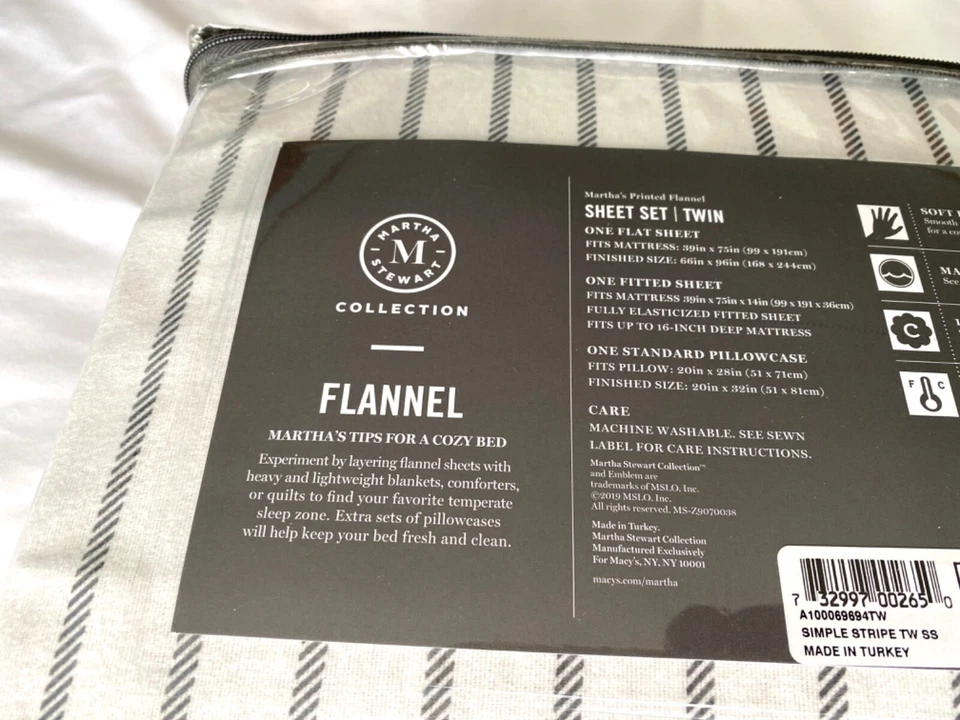 MARTHA
M
STEWART
COLLECTION
FLANNEL
MARTHA'S TIPS FOR A COZY BED
Experiment by layering flannel sheets with
heavy and lightweight blankets, comforters,
or quilts to find your favorite temperate
sleep zone. Extra sets of pillowcases
will help keep your bed fresh and clean.
Martha's Printed Flannel
SHEET SET | TWIN
ONE FLAT SHEET
FITS MATTRESS: 39in x 75in (99 x 191cm)
FINISHED SIZE: 66in x 96in (168 x 244cm)
ONE FITTED SHEET
FITS MATTRESS 39in x 75in x 14in (99 x 191 x 36cm)
FULLY ELASTICIZED FITTED SHEET
FITS UP TO 16-INCH DEEP MATTRESS
ONE STANDARD PILLOWCASE
FITS PILLOW: 20in x 28in (51 x 71cm)
FINISHED SIZE: 20in x 32in (51 x 81cm)
CARE
MACHINE WASHABLE. SEE SEWN
LABEL FOR CARE INSTRUCTIONS.
Martha Stewart Collection™
and Emblem are
trademarks of MSLO, Inc.
©2019 MSLO, Inc.
All rights reserved. MS-Z9070038
Made in Turkey.
Martha Stewart Collection
Manufactured Exclusively
For Macy's, NY, NY 10001
macys.com/martha
SOFT
Smooth
for a
MA
See
C
F C
7 32997 00265 0
A100069694TW
SIMPLE STRIPE TW SS
MADE IN TURKEY